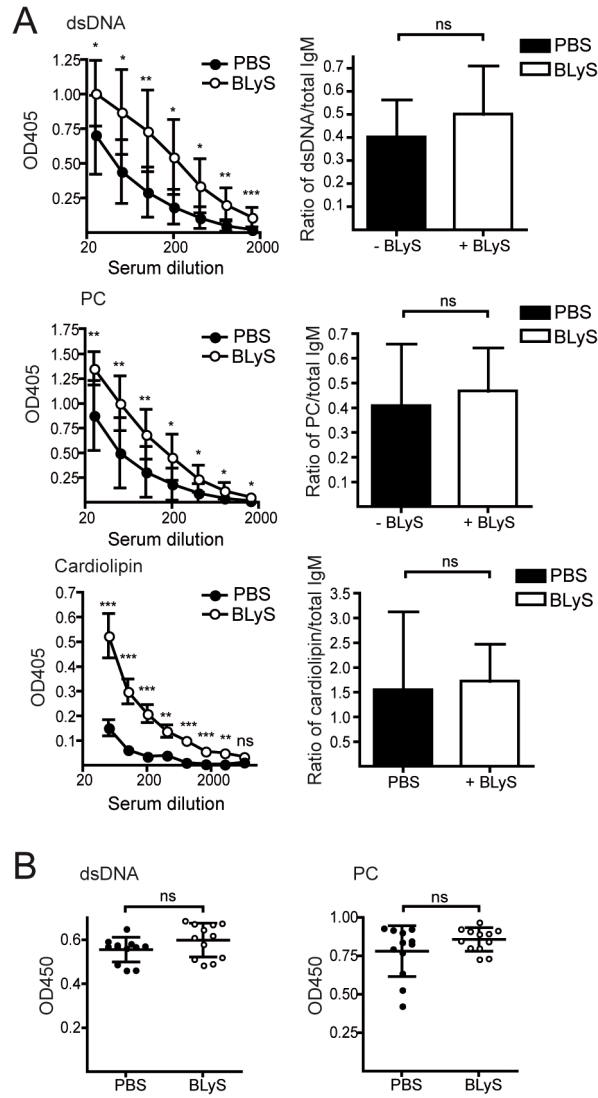 A
dsDNA
* * ** * * ** ***
PBS
BLyS
1.25
1.00
0.75
0.50
0.25
OD405
20 200 2000
Serum dilution
ns
PBS
BLyS
0.7
0.6
0.5
0.4
0.3
0.2
0.1
Ratio of dsDNA/total IgM
- BLyS + BLyS
PC
** ** ** * * * *
PBS
BLyS
1.75
1.50
1.25
1.00
0.75
0.50
0.25
OD405
20 200 2000
Serum dilution
ns
PBS
BLyS
0.7
0.6
0.5
0.4
0.3
0.2
0.1
Ratio of PC/total IgM
- BLyS + BLyS
Cardiolipin
*** *** *** ** *** *** ** ns
PBS
BLyS
0.7
0.6
0.5
0.4
0.3
0.2
0.1
OD405
20 200 2000
Serum dilution
ns
PBS
BLyS
3.5
3.0
2.5
2.0
1.5
1.0
0.5
Ratio of cardiolipin/total IgM
PBS + BLyS
B
dsDNA
ns
0.6
0.4
0.2
OD450
PBS BLyS
PC
ns
1.00
0.75
0.50
0.25
OD450
PBS BLyS